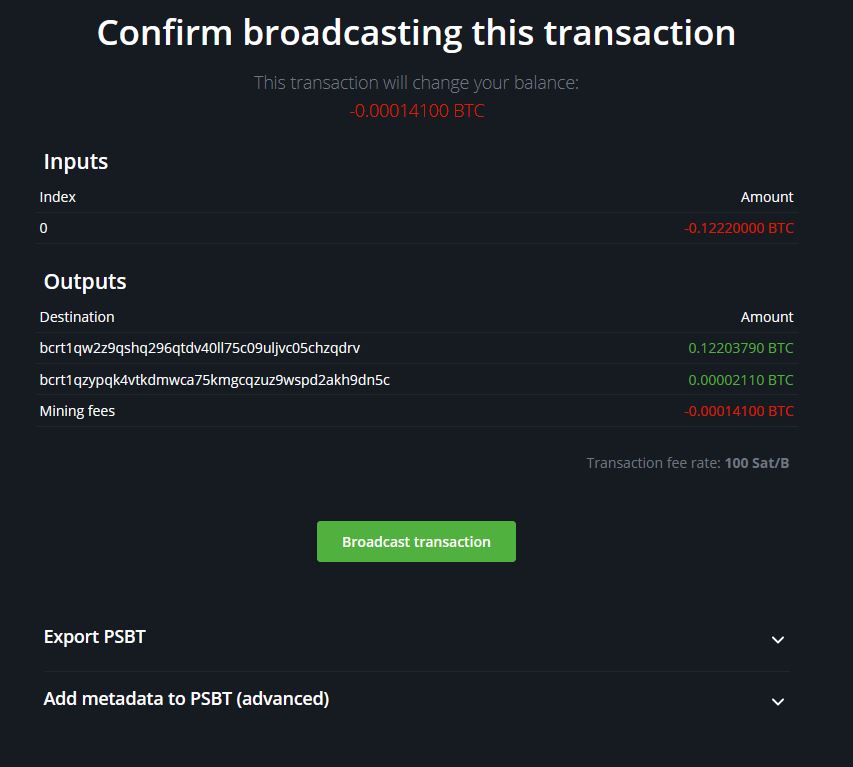 Confirm broadcasting this transaction
This transaction will change your balance:
-0.00014100 BTC
Inputs
Index Amount
0 -0.12220000 BTC
Outputs
Destination Amount
bcrt1qw2z9qshq296qtdv40ll75c09uljvc05chzqdrv 0.12203790 BTC
bcrt1qzypqk4vtkdmwca75kmgcqzuz9wspd2akh9dn5c 0.00002110 BTC
Mining fees -0.00014100 BTC
Transaction fee rate: 100 Sat/B
Broadcast transaction
Export PSBT
Add metadata to PSBT (advanced)